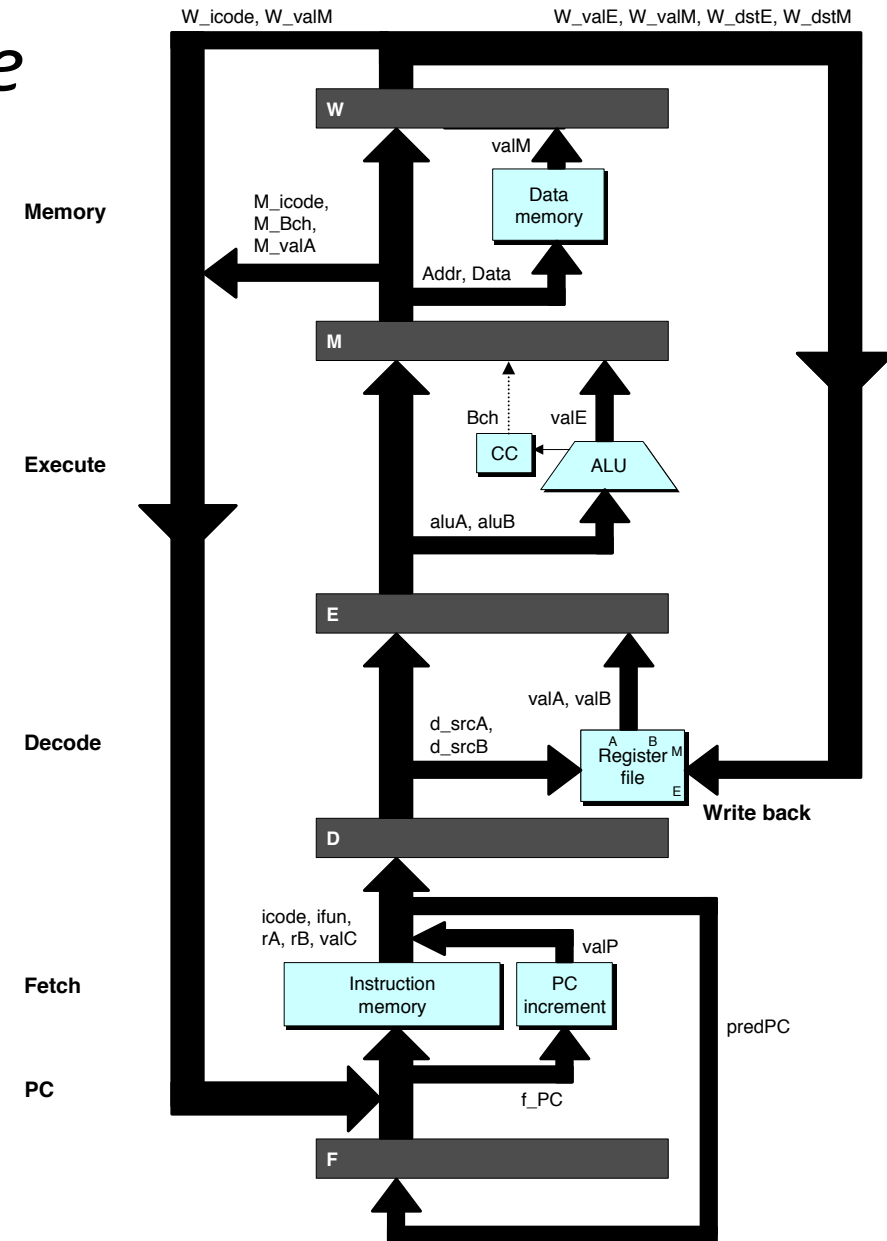 W_icode, W_valM
W_valE, W_valM, W_dstE, W_dstM
e
W
valM
Memory
Data
memory
M_icode,
M_Bch,
M_valA
Addr, Data
M
Bch
valE
Execute
CC
ALU
aluA, aluB
E
valA, valB
Decode
d_srcA,
d_srcB
A B
Register M
file
E
Write back
D
icode, ifun,
rA, rB, valC
valP
Fetch
Instruction
memory
PC
increment
predPC
PC
f_PC
F